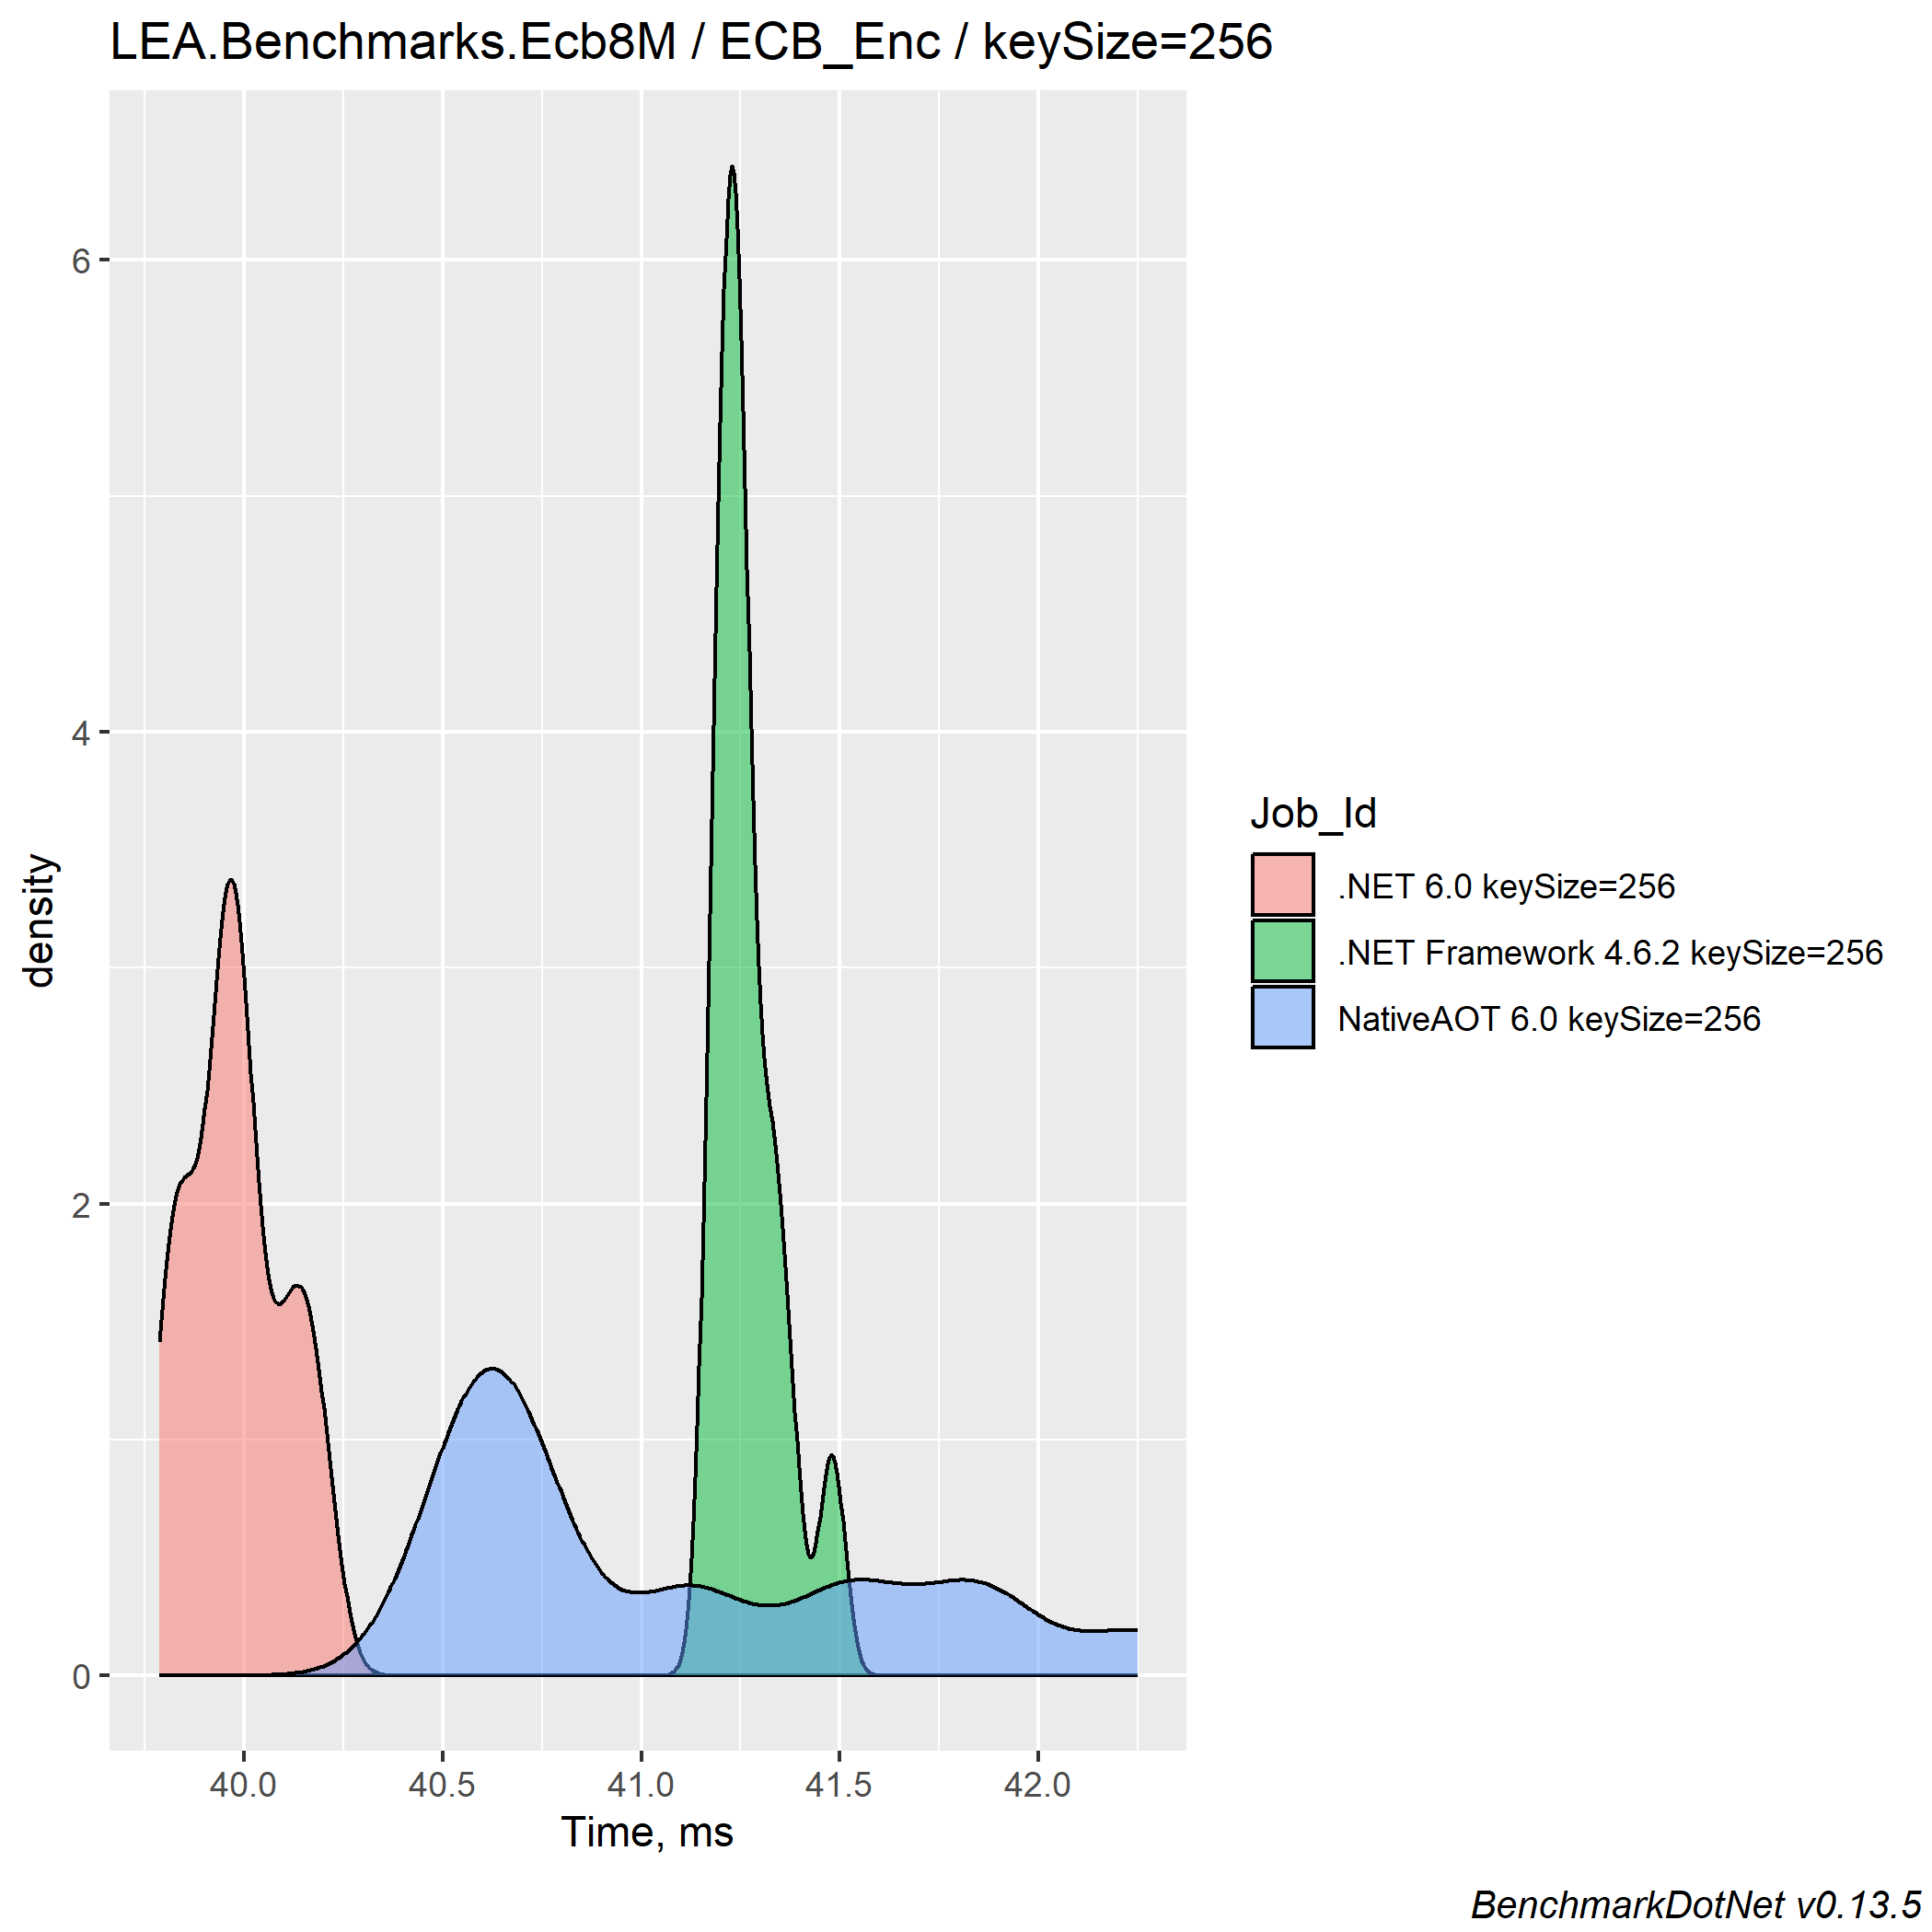 LEA.Benchmarks.Ecb8M / ECB_Enc / keySize=256
6
4
2
0
density
40.0 40.5 41.0 41.5 42.0
Time, ms
Job_Id
.NET 6.0 keySize=256
.NET Framework 4.6.2 keySize=256
NativeAOT 6.0 keySize=256
BenchmarkDotNet v0.13.5